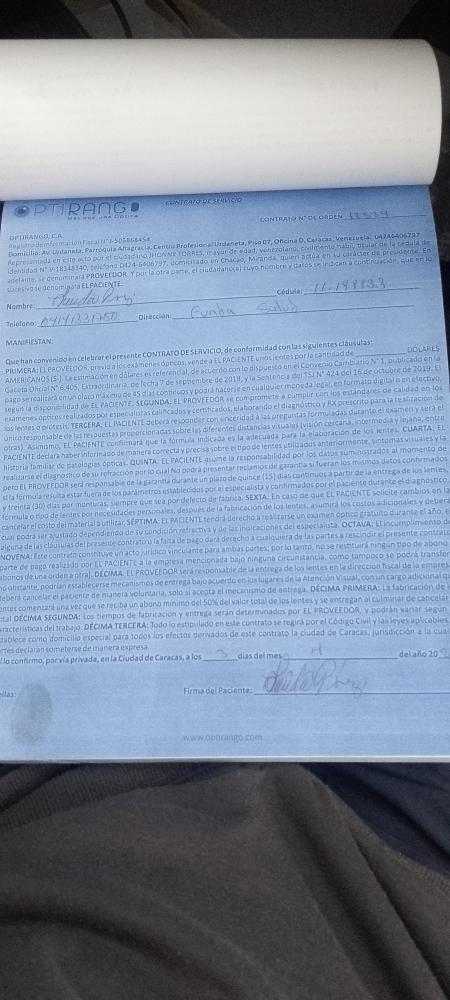 OPTIRANGO
Más que una Óptica
CONTRATO DE SERVICIO
CONTRATO N° DE ORDEN
OPTIRANGO, C.A.
Registro de Información Fiscal N° J-505868454
Domicilio: Av. Urdaneta, Parroquia Altagracia, Centro Profesional Urdaneta, Piso 07, Oficina D, Caracas, Venezuela. 04246406797.
Representada en este acto por el ciudadano JHONNY TORRES, mayor de edad, venezolano, civilmente hábil, titular de la cédula de
identidad N° V-18348340, teléfono 0424-6406797, domiciliado en Chacao, Miranda, quien actúa en su carácter de presidente. En
adelante, se denominará PROVEEDOR. Y por la otra parte, el ciudadano(a) cuyo nombre y datos se indican a continuación, que en lo
sucesivo se denominará EL PACIENTE:
Nombre: Cédula:
Teléfono: 04141331750 Dirección:
MANIFIESTAN:
Que han convenido en celebrar el presente CONTRATO DE SERVICIO, de conformidad con las siguientes cláusulas:
PRIMERA: EL PROVEEDOR, previo a los exámenes ópticos, vende a EL PACIENTE unos lentes por la cantidad de DÓLARES
AMERICANOS ($ ). La estimación en dólares es referencial, de acuerdo con lo dispuesto en el Convenio Cambiario N° 1, publicado en la
Gaceta Oficial N° 6.405, Extraordinaria, de fecha 7 de septiembre de 2018, y la Sentencia del TSJ N° 424 del 16 de octubre de 2019. El
pago se realizará en un plazo máximo de 45 días continuos y podrá hacerse en cualquier moneda legal, en formato digital o en efectivo,
según la disponibilidad de EL PACIENTE. SEGUNDA: EL PROVEEDOR se compromete a cumplir con los estándares de calidad en los
exámenes ópticos realizados por especialistas calificados y certificados, elaborando el diagnóstico y RX prescrito para la realización de
los lentes o prótesis. TERCERA: EL PACIENTE deberá responder con sinceridad a las preguntas formuladas durante el examen y será el
único responsable de las respuestas proporcionadas sobre las diferentes distancias visuales (visión cercana, intermedia y lejana, entre
otras). Asimismo, EL PACIENTE confirmará que la fórmula indicada es la adecuada para la elaboración de los lentes. CUARTA: EL
PACIENTE declara haber informado de manera correcta y precisa sobre el tipo de lentes utilizados anteriormente, síntomas visuales y la
historia familiar de patologías ópticas. QUINTA: EL PACIENTE asume la responsabilidad por los datos suministrados al momento de
realizarse el diagnóstico de su refracción por lo cual No podrá presentar reclamos de garantía si fueran los mismos datos confirmados
pero EL PROVEEDOR será responsable de la garantía durante un plazo de quince (15) días continuos a partir de la entrega de los lentes,
si la fórmula resulta estar fuera de los parámetros establecidos por el especialista y confirmados por el paciente durante el diagnóstico,
y treinta (30) días por monturas, siempre que sea por defecto de fábrica. SEXTA: En caso de que EL PACIENTE solicite cambios en la
fórmula o tipo de lentes por necesidades personales, después de la fabricación de los lentes, asumirá los costos adicionales y deberá
cancelar el costo del material a utilizar. SÉPTIMA: EL PACIENTE tendrá derecho a realizarse un examen óptico gratuito durante el año, el
cual podrá ser ajustado dependiendo de su condición refractiva y de las indicaciones del especialista. OCTAVA: El incumplimiento de
alguna de las cláusulas del presente contrato o la falta de pago dará derecho a cualquiera de las partes a rescindir el presente contrato.
NOVENA: Este contrato constituye un acto jurídico vinculante para ambas partes; por lo tanto, no se restituirá ningún tipo de abono
parte de pago realizado por EL PACIENTE a la empresa mencionada bajo ninguna circunstancia, como tampoco se podrá transferir
abonos de una orden a otra). DÉCIMA: EL PROVEEDOR será responsable de la entrega de los lentes en la dirección fiscal de la empresa
no obstante, podrían establecerse mecanismos de entrega bajo acuerdo en los lugares de la Atención Visual, con un cargo adicional que
deberá cancelar el paciente de manera voluntaria, solo si acepta el mecanismo de entrega. DÉCIMA PRIMERA: La fabricación de
lentes comenzará una vez que se reciba un abono mínimo del 50% del valor total de los lentes y se entregan al culminar de cancelar
total DÉCIMA SEGUNDA: Los tiempos de fabricación y entrega serán determinados por EL PROVEEDOR, y podrán variar según
características del trabajo. DÉCIMA TERCERA: Todo lo estipulado en este contrato se regirá por el Código Civil y las leyes aplicables
establece como domicilio especial para todos los efectos derivados de este contrato la ciudad de Caracas, jurisdicción a la cual
partes declaran someterse de manera expresa.
lo confirmo, por vía privada, en la Ciudad de Caracas, a los 3 días del mes del año 20
ellas: Firma del Paciente:
www.optirango.com